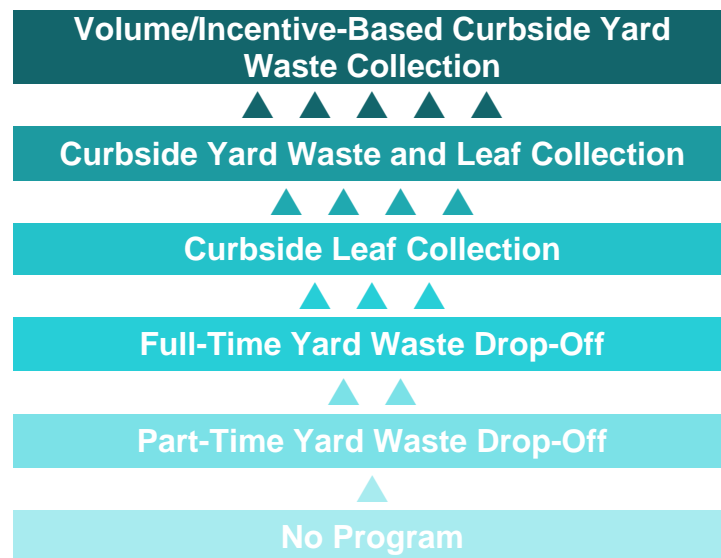 Volume/Incentive-Based Curbside Yard
Waste Collection
Curbside Yard Waste and Leaf Collection
Curbside Leaf Collection
Full-Time Yard Waste Drop-Off
Part-Time Yard Waste Drop-Off
No Program